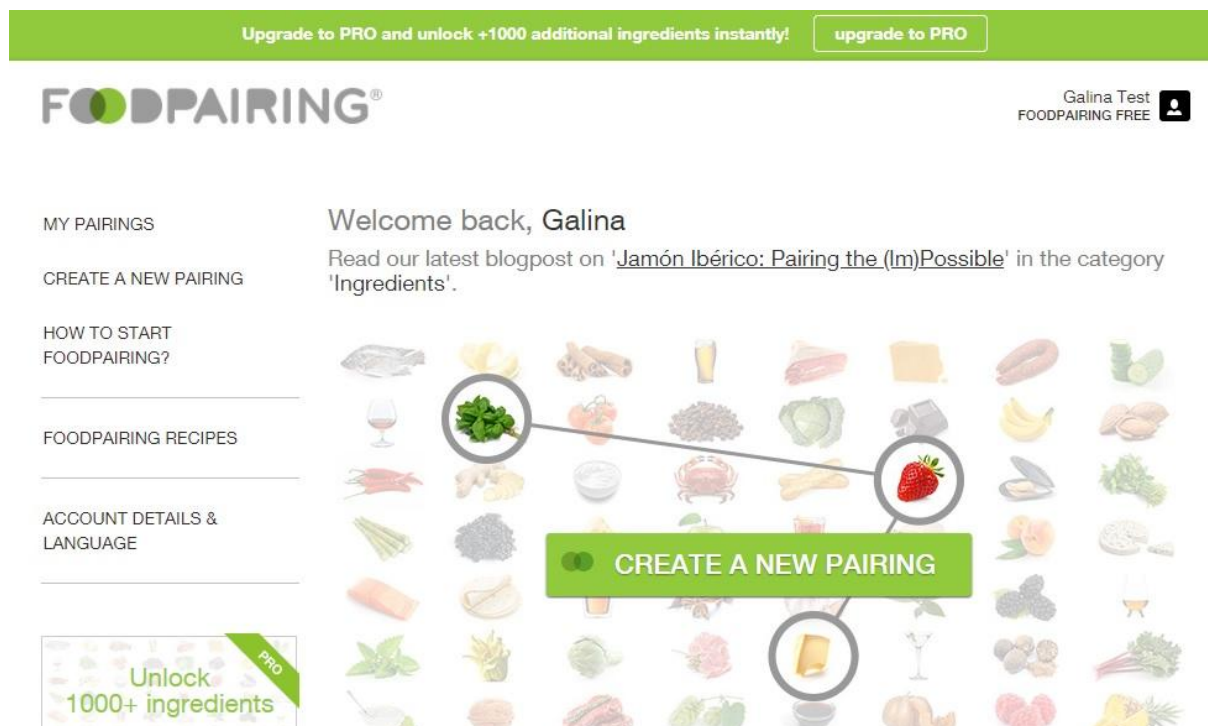 Upgrade to PRO and unlock +1000 additional ingredients instantly!
upgrade to PRO
FOODPAIRING®
Galina Test
FOODPAIRING FREE
MY PAIRINGS
CREATE A NEW PAIRING
HOW TO START
FOODPAIRING?
FOODPAIRING RECIPES
ACCOUNT DETAILS &
LANGUAGE
PRO
Unlock
1000+ ingredients
Welcome back, Galina
Read our latest blogpost on 'Jamón Ibérico: Pairing the (Im)Possible' in the category
'Ingredients'.
CREATE A NEW PAIRING